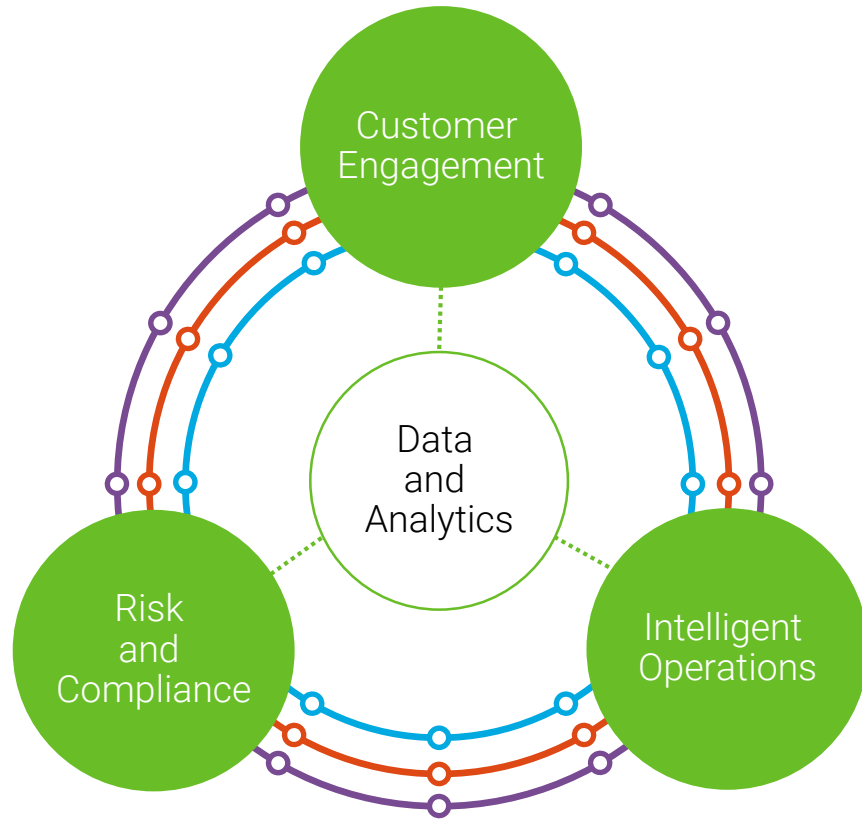 Customer
Engagement
Data
and
Analytics
Risk
and
Compliance
Intelligent
Operations